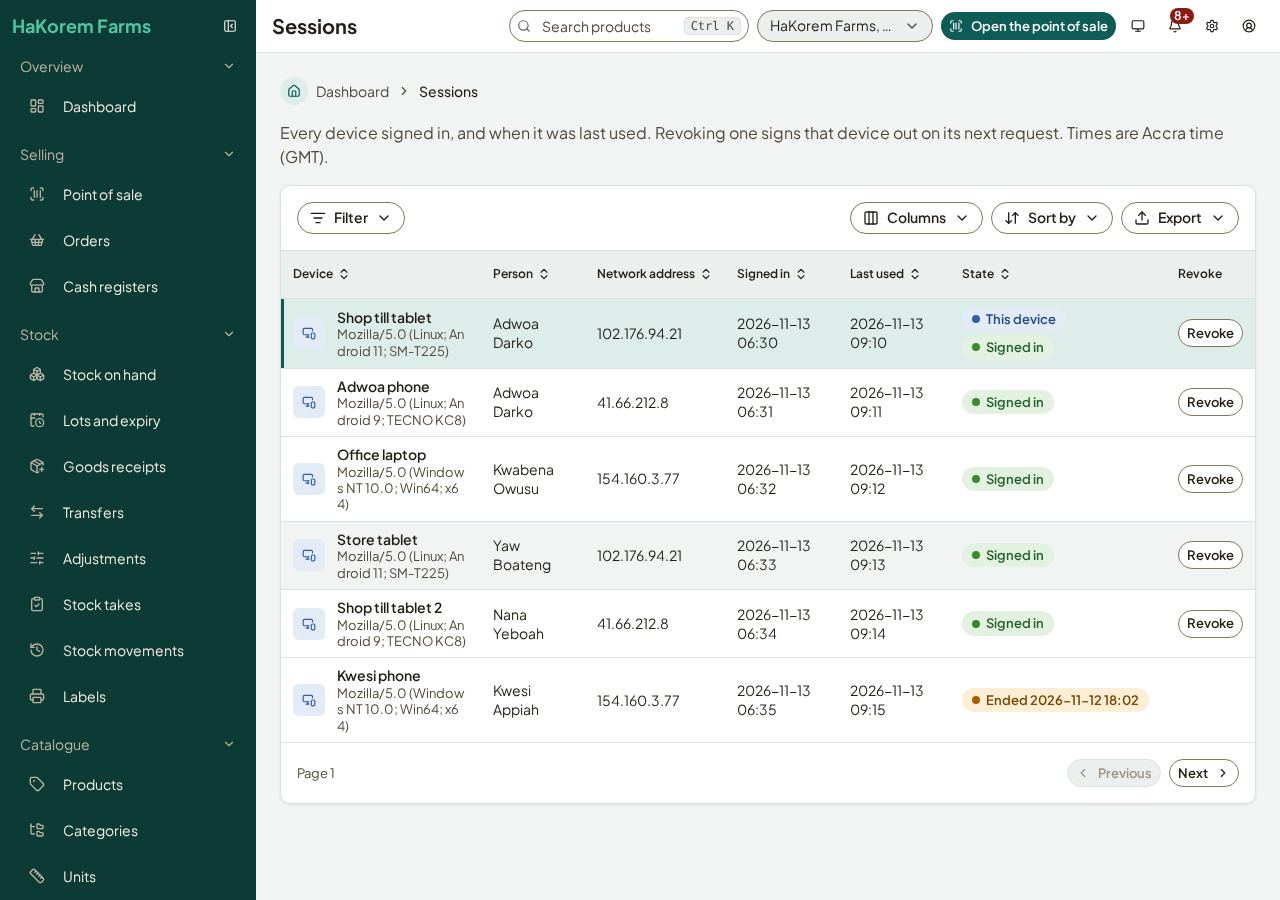 HaKorem Farms
Sessions
Search products
Ctrl K
HaKorem Farms, ...
Open the point of sale
8+
Overview
Dashboard
Selling
Point of sale
Orders
Cash registers
Stock
Stock on hand
Lots and expiry
Goods receipts
Transfers
Adjustments
Stock takes
Stock movements
Labels
Catalogue
Products
Categories
Units
Dashboard > Sessions
Every device signed in, and when it was last used. Revoking one signs that device out on its next request. Times are Accra time
(GMT).
Filter
Columns
Sort by
Export
Device
Person
Network address
Signed in
Last used
State
Revoke
Shop till tablet
Mozilla/5.0 (Linux; An
droid 11; SM-T225)
Adwoa
Darko
102.176.94.21
2026-11-13
06:30
2026-11-13
09:10
This device
Signed in
Revoke
Adwoa phone
Mozilla/5.0 (Linux; An
droid 9; TECNO KC8)
Adwoa
Darko
41.66.212.8
2026-11-13
06:31
2026-11-13
09:11
Signed in
Revoke
Office laptop
Mozilla/5.0 (Window
s NT 10.0; Win64; x6
4)
Kwabena
Owusu
154.160.3.77
2026-11-13
06:32
2026-11-13
09:12
Signed in
Revoke
Store tablet
Mozilla/5.0 (Linux; An
droid 11; SM-T225)
Yaw
Boateng
102.176.94.21
2026-11-13
06:33
2026-11-13
09:13
Signed in
Revoke
Shop till tablet 2
Mozilla/5.0 (Linux; An
droid 9; TECNO KC8)
Nana
Yeboah
41.66.212.8
2026-11-13
06:34
2026-11-13
09:14
Signed in
Revoke
Kwesi phone
Mozilla/5.0 (Window
s NT 10.0; Win64; x6
4)
Kwesi
Appiah
154.160.3.77
2026-11-13
06:35
2026-11-13
09:15
Ended 2026-11-12 18:02
Page 1
Previous
Next